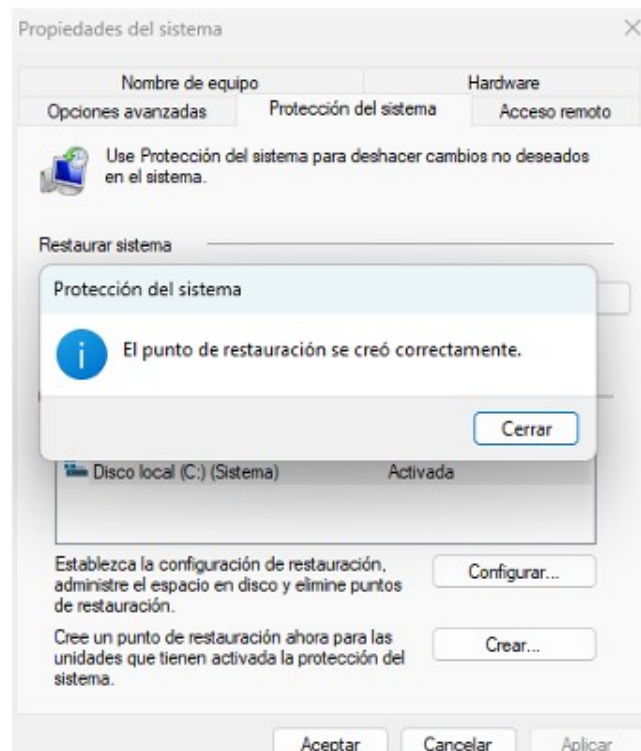 Propiedades del sistema
Nombre de equipo
Hardware
Opciones avanzadas
Protección del sistema
Acceso remoto
Use Protección del sistema para deshacer cambios no deseados
en el sistema.
Restaurar sistema
Protección del sistema
El punto de restauración se creó correctamente.
Cerrar
Disco local (C:) (Sistema)
Activada
Establezca la configuración de restauración,
administre el espacio en disco y elimine puntos
de restauración.
Configurar...
Cree un punto de restauración ahora para las
unidades que tienen activada la protección del
sistema.
Crear...
Aceptar
Cancelar
Aplicar